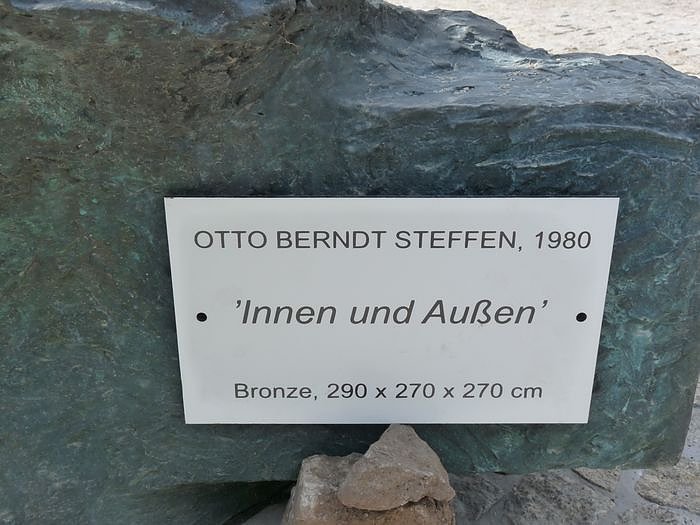 OTTO BERNDT STEFFEN, 1980
'Innen und Außen'
Bronze, 290 x 270 x 270 cm